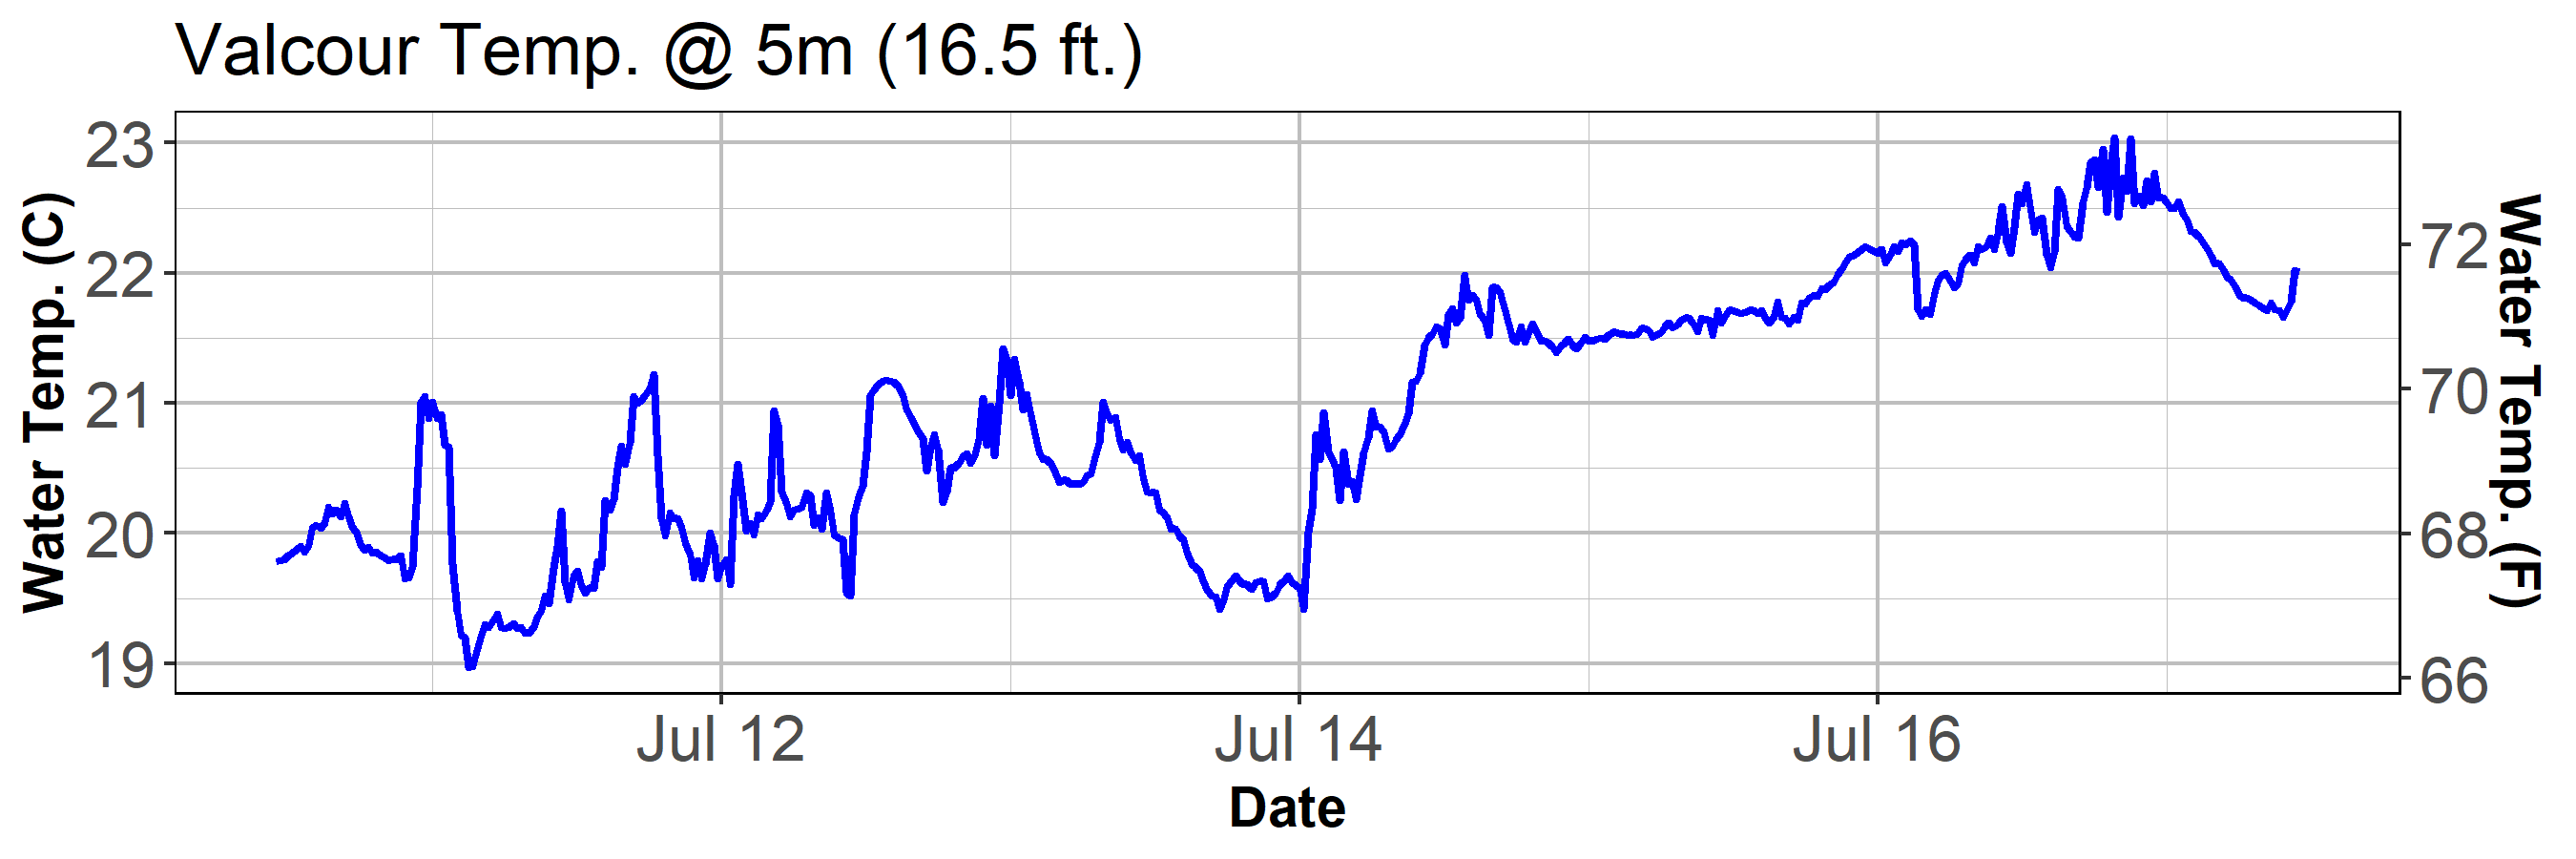 Valcour Temp. @ 5m (16.5 ft.)
Water Temp. (C)
23
22
21
20
19
72
70
68
66
Water Temp. (F)
Jul 12
Jul 14
Jul 16
Date